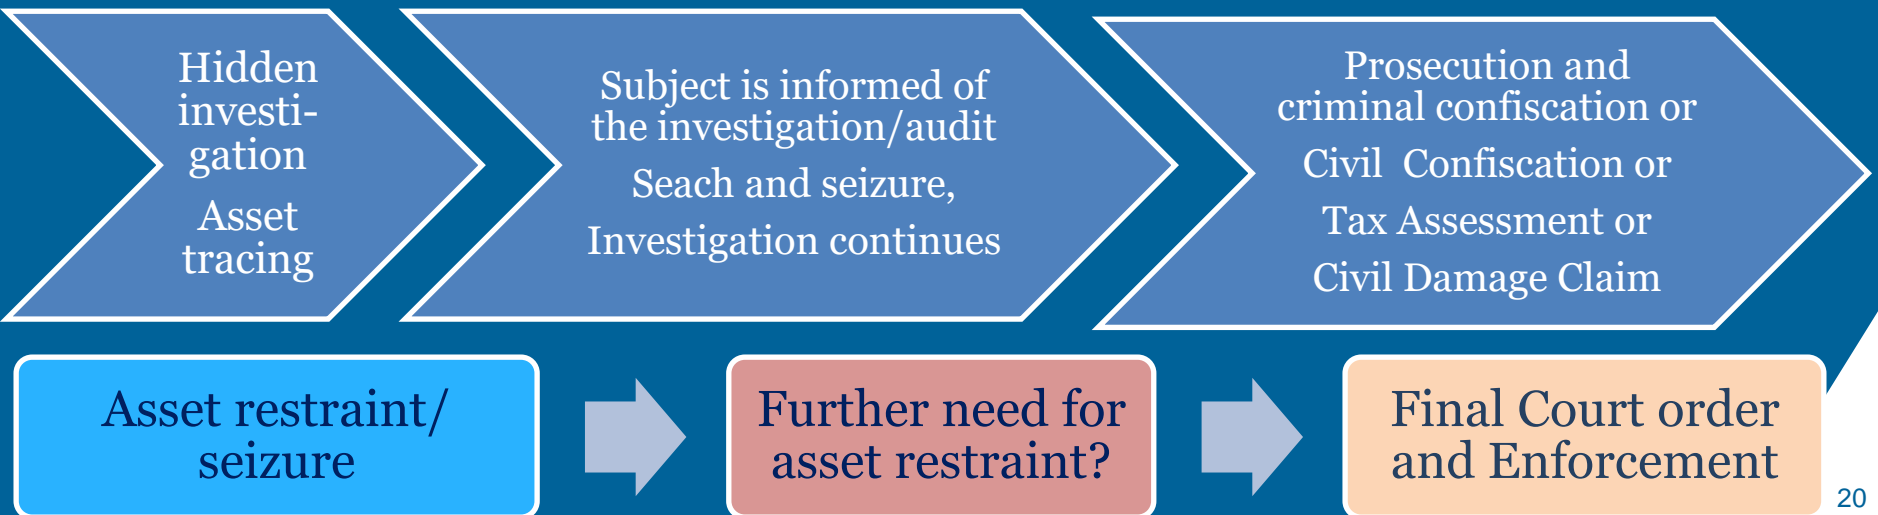 Hidden
investi-
gation
Asset
tracing
Subject is informed of
the investigation/audit
Seach and seizure,
Investigation continues
Prosecution and
criminal confiscation or
Civil  Confiscation or
Tax Assessment or
Civil Damage Claim
Asset restraint/
seizure
Further need for
asset restraint?
Final Court order
and Enforcement
20